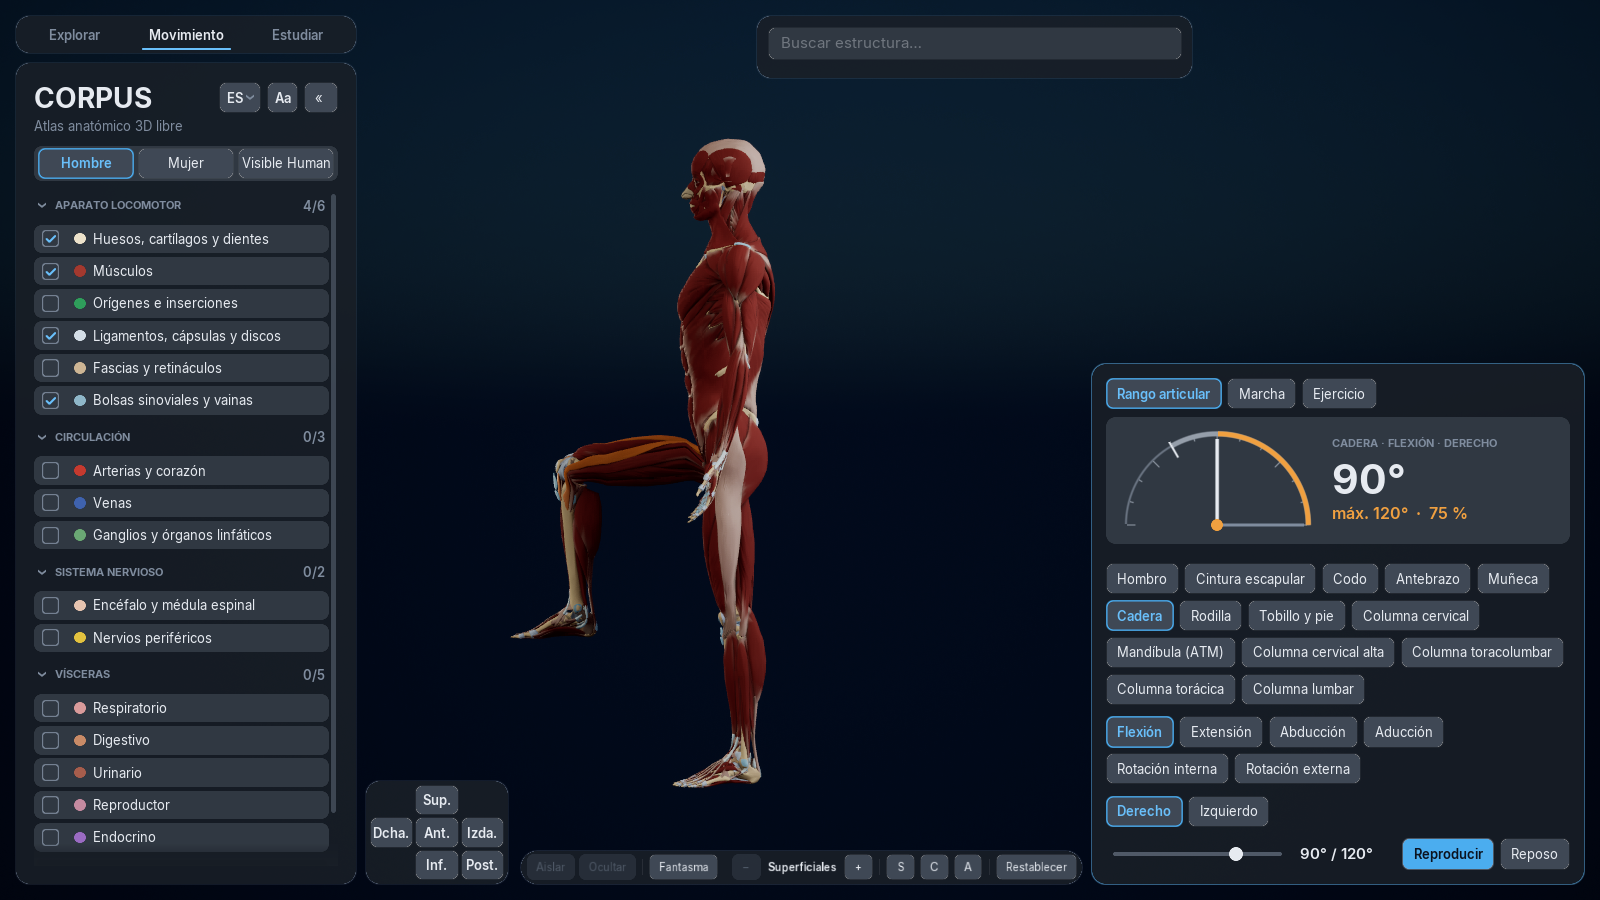 Explorar Movimiento Estudiar
Buscar estructura...
CORPUS
ES Aa «
Atlas anatómico 3D libre
Hombre Mujer Visible Human
APARATO LOCOMOTOR 4/6
Huesos, cartílagos y dientes
Músculos
Orígenes e inserciones
Ligamentos, cápsulas y discos
Fascias y retináculos
Bolsas sinoviales y vainas
CIRCULACIÓN 0/3
Arterias y corazón
Venas
Ganglios y órganos linfáticos
SISTEMA NERVIOSO 0/2
Encéfalo y médula espinal
Nervios periféricos
VÍSCERAS 0/5
Respiratorio
Digestivo
Urinario
Reproductor
Endocrino
Sup.
Dcha. Ant. Izda.
Inf. Post.
Aislar Ocultar Fantasma − Superficiales + S C A Restablecer
Rango articular Marcha Ejercicio
CADERA · FLEXIÓN · DERECHO
90°
máx. 120° · 75 %
Hombro Cintura escapular Codo Antebrazo Muñeca
Cadera Rodilla Tobillo y pie Columna cervical
Mandíbula (ATM) Columna cervical alta Columna toracolumbar
Columna torácica Columna lumbar
Flexión Extensión Abducción Aducción
Rotación interna Rotación externa
Derecho Izquierdo
90° / 120° Reproducir Reposo